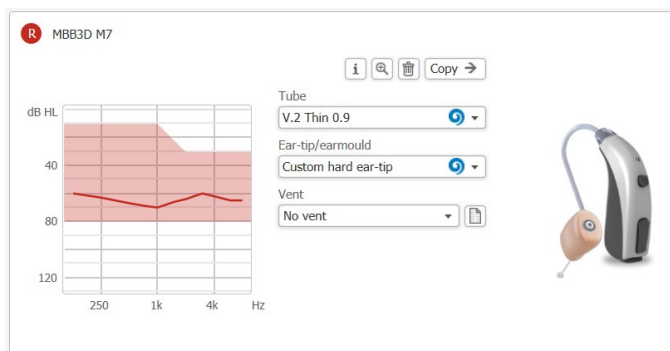 R MBB3D M7
i Copy →
Tube
dB HL
V.2 Thin 0.9
Ear-tip/earmould
40
Custom hard ear-tip
Vent
80
No vent
120
250 1k 4k Hz